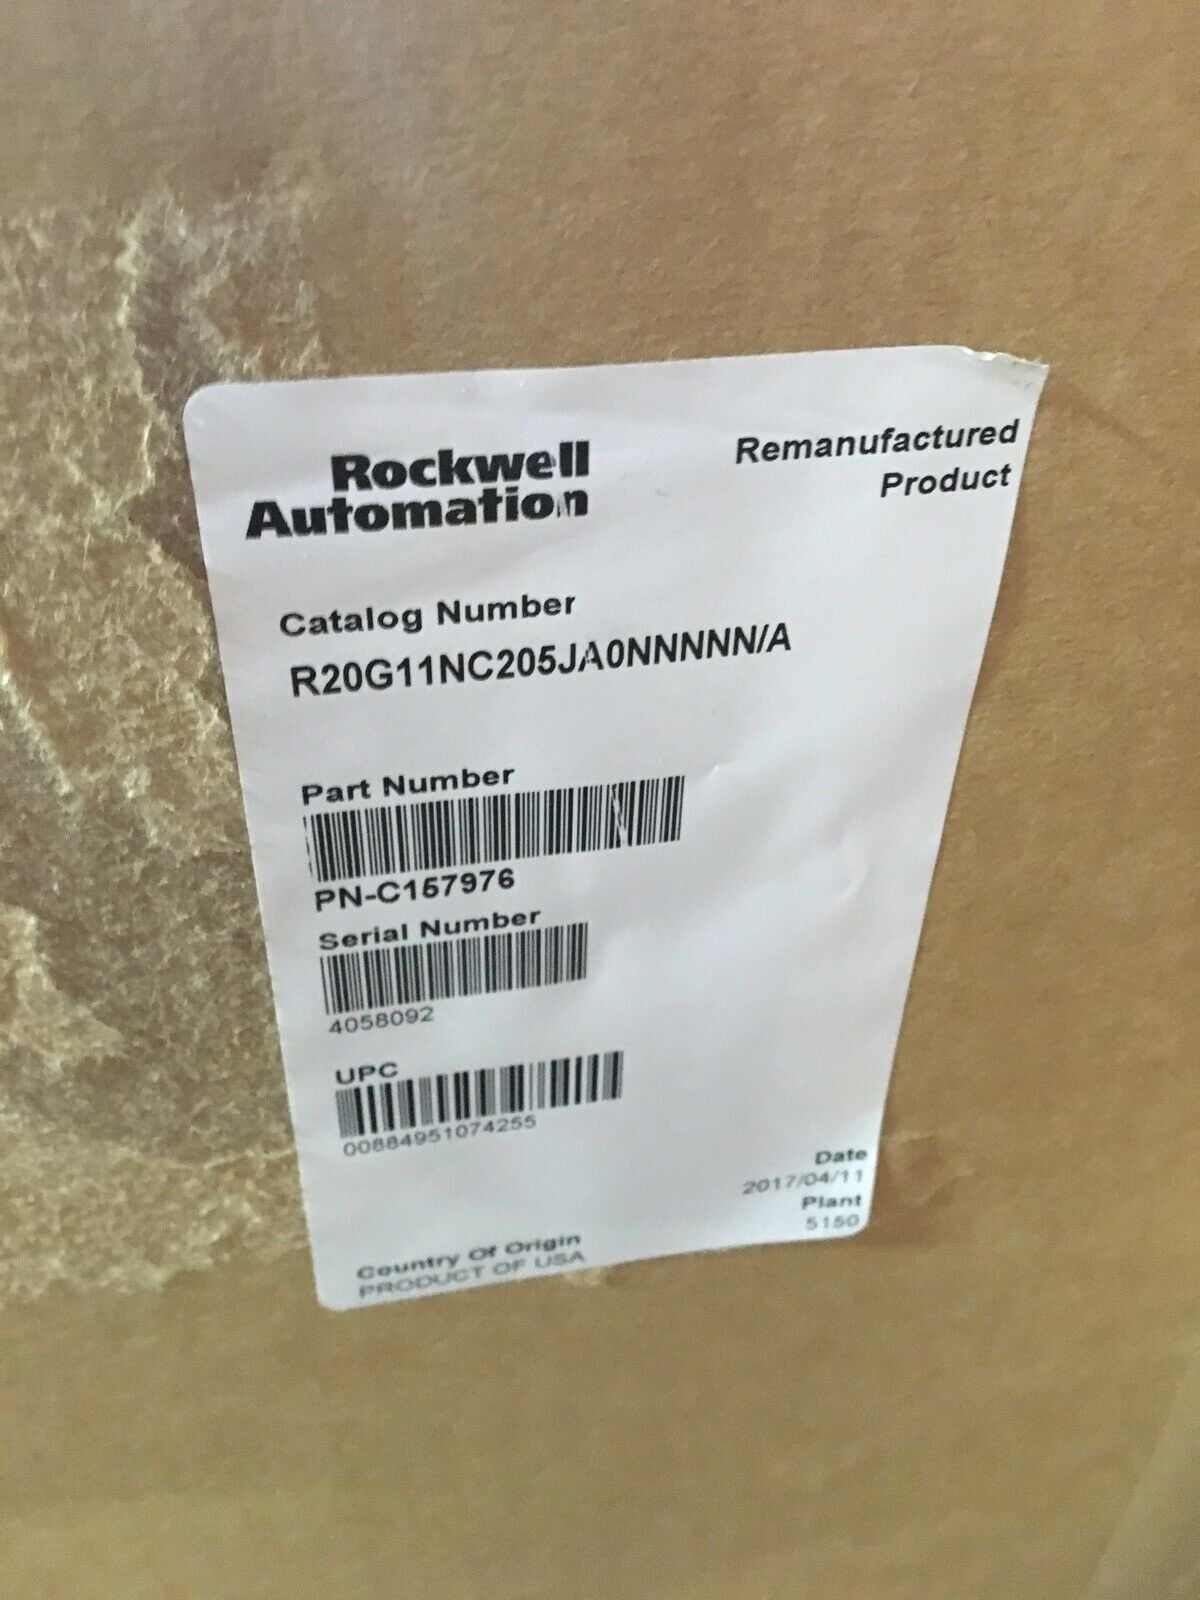 Rockwell
Automation
Remanufactured
Product
Catalog Number
R20G11NC205JA0NNNNN/A
Part Number
PN-C157976
Serial Number
4058092
UPC
00884951074255
Date
2017/04/11
Plant
5150
Country Of Origin
PRODUCT OF USA